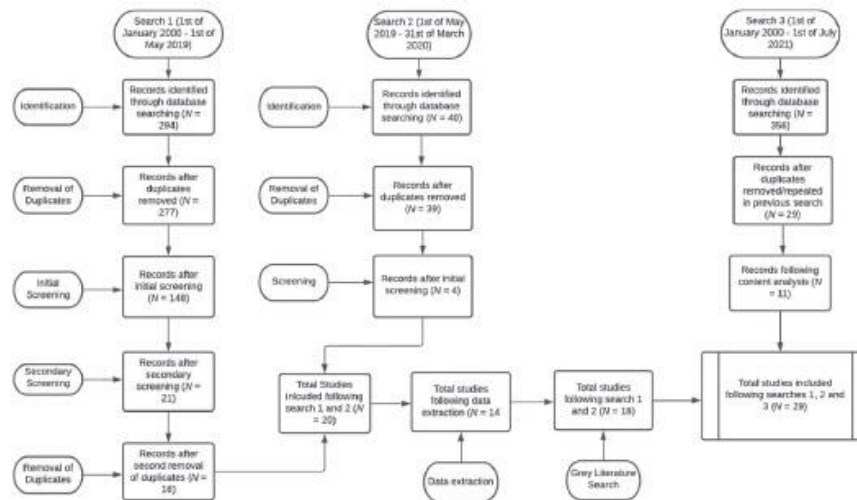 Search 1 (1st of
January 2000 - 1st of
May 2019)
Identification
Records identified
through database
searching (N =
294)
Removal of
Duplicates
Records after
duplicates
removed (N =
277)
Initial
Screening
Records after
initial screening
(N = 148)
Secondary
Screening
Records after
secondary
screening (N =
21)
Removal of
Duplicates
Records after
second removal
of duplicates (N =
16)
Search 2 (1st of May
2019 - 31st of March
2020)
Identification
Records identified
through database
searching (N = 40)
Removal of
Duplicates
Records after
duplicates removed
(N = 39)
Screening
Records after initial
screening (N = 4)
Total Studies
included following
search 1 and 2 (N
= 20)
Total studies
following data
extraction (N = 14
Data extraction
Total studies
following search 1
and 2 (N = 18)
Grey Literature
Search
Search 3 (1st of
January 2000 - 1st of July
2021)
Records identified
through database
searching (N =
356)
Records after
duplicates
removed/repeated
in previous search
(N = 29)
Records following
content analysis (N
= 11)
Total studies included
following searches 1, 2 and
3 (N = 29)